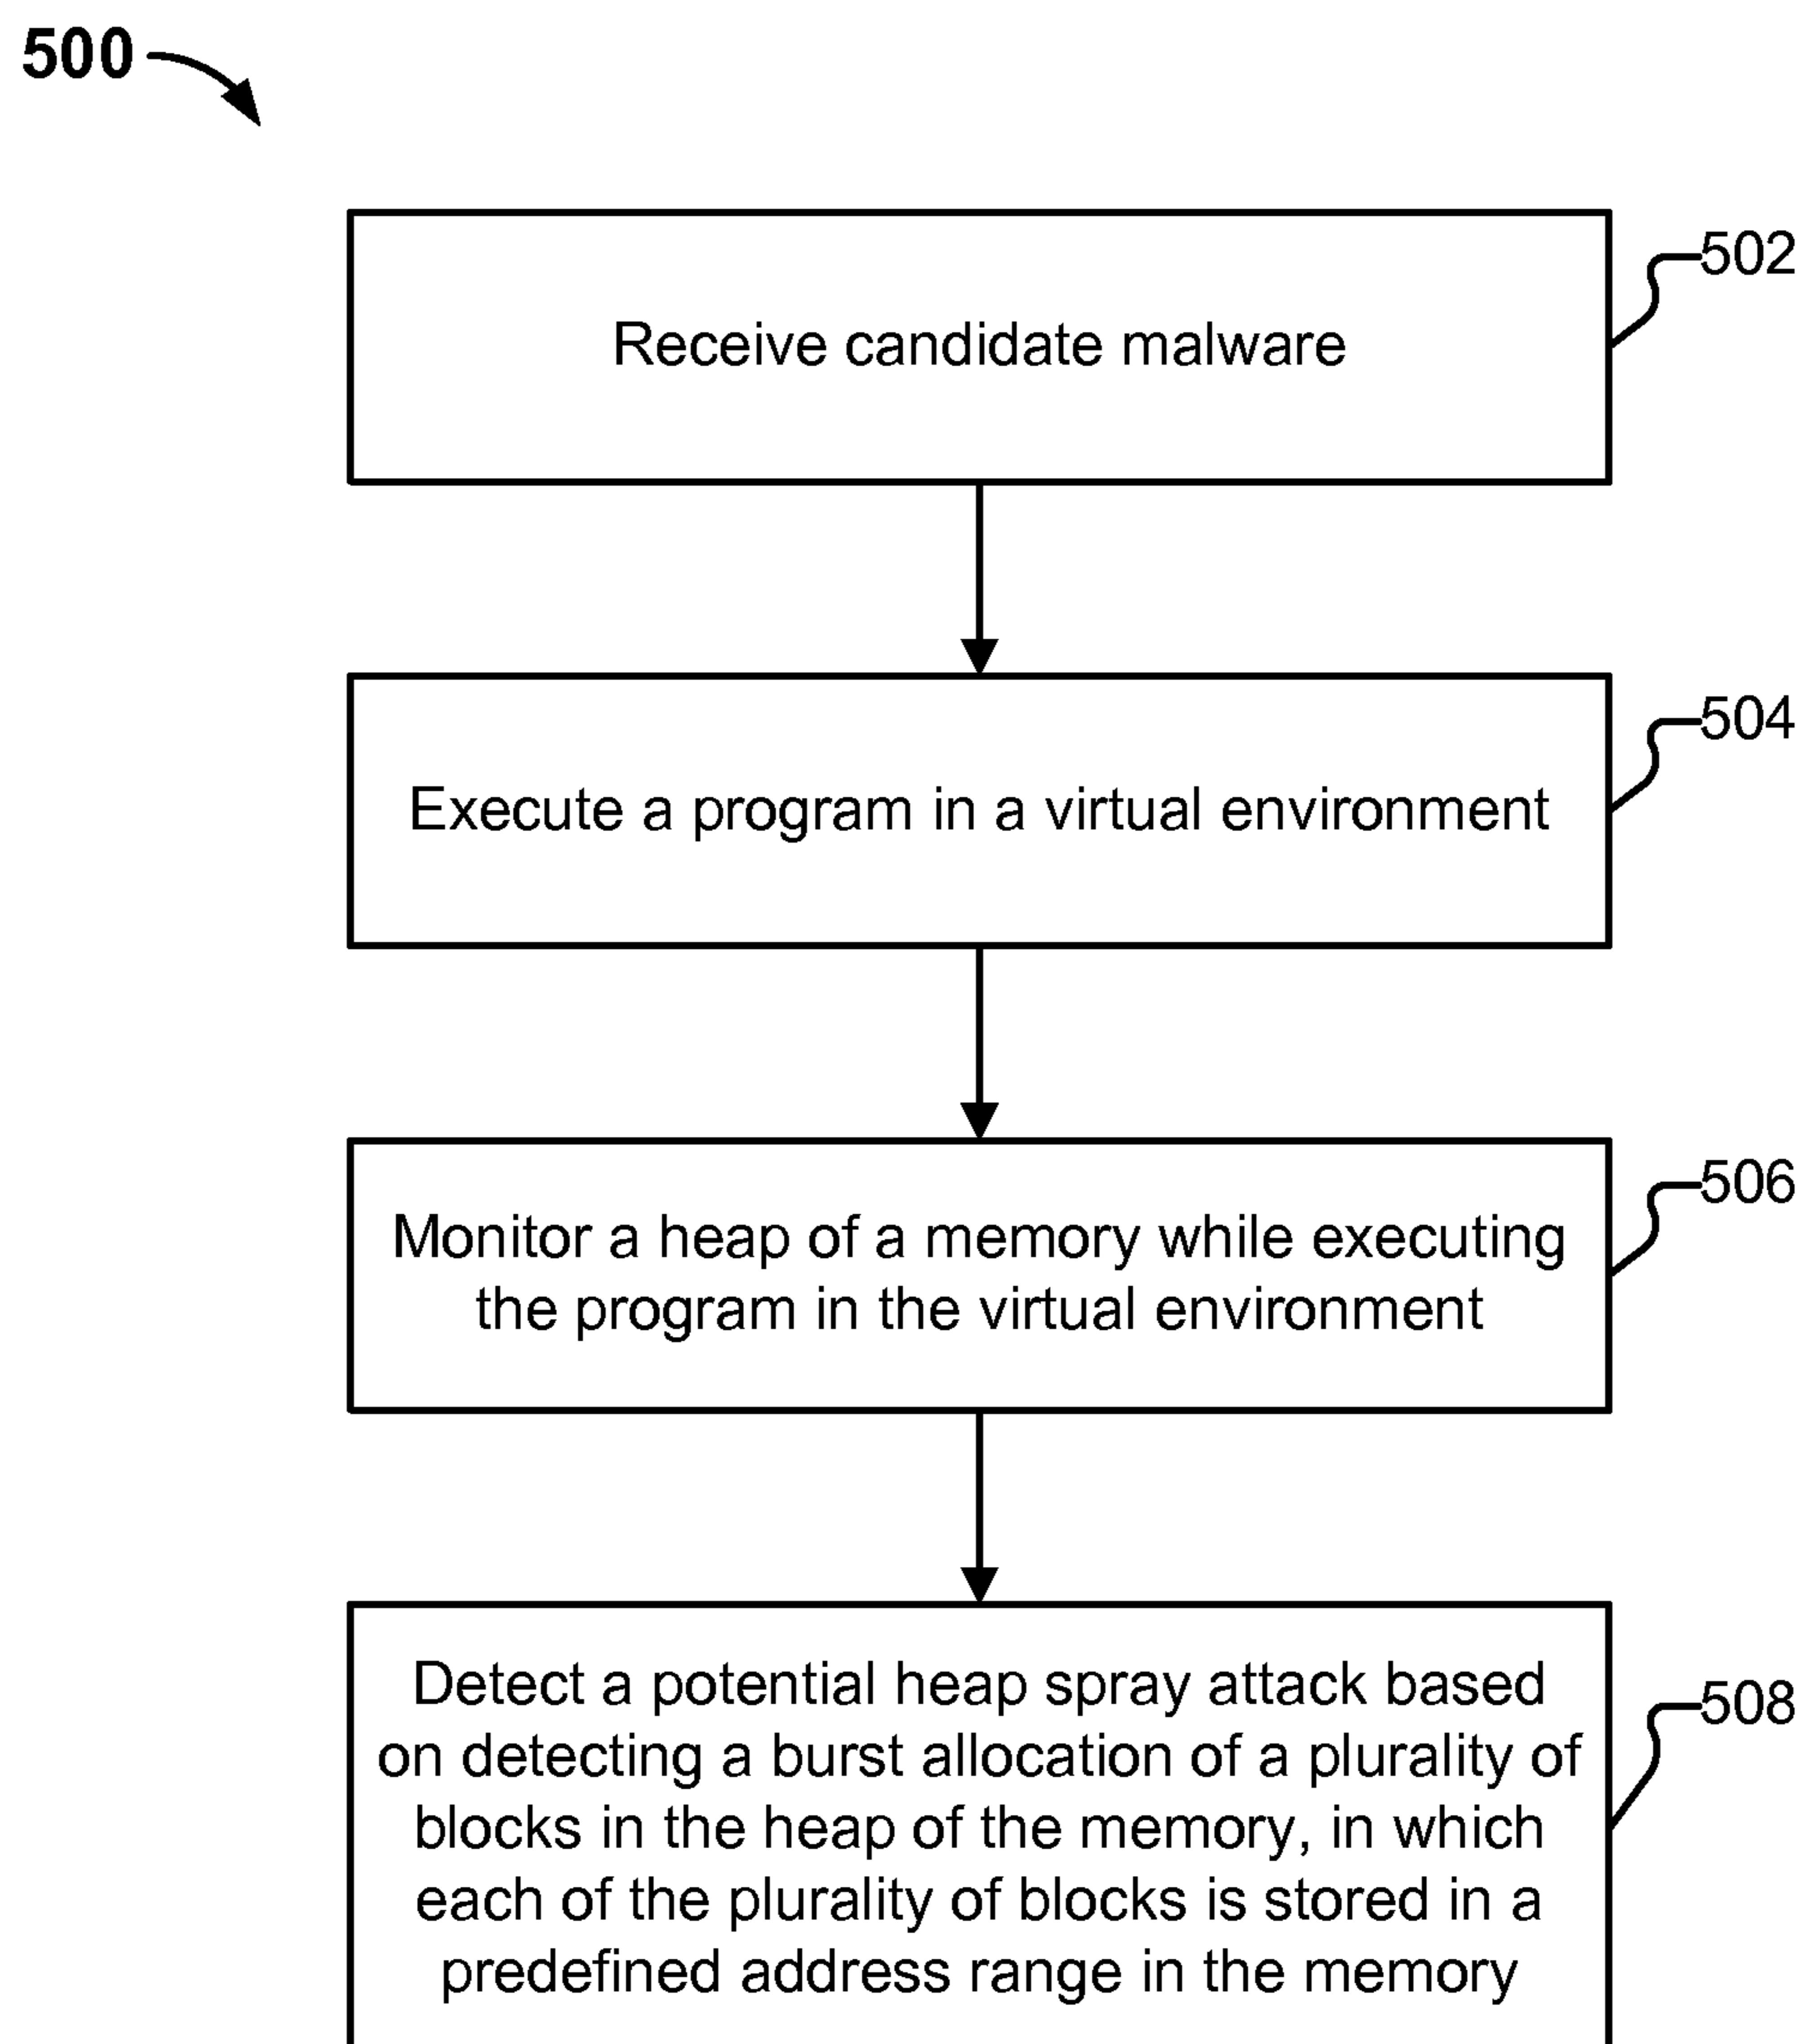 500
502
Receive candidate malware
504
Execute a program in a virtual environment
506
Monitor a heap of a memory while executing
the program in the virtual environment
508
Detect a potential heap spray attack based
on detecting a burst allocation of a plurality of
blocks in the heap of the memory, in which
each of the plurality of blocks is stored in a
predefined address range in the memory